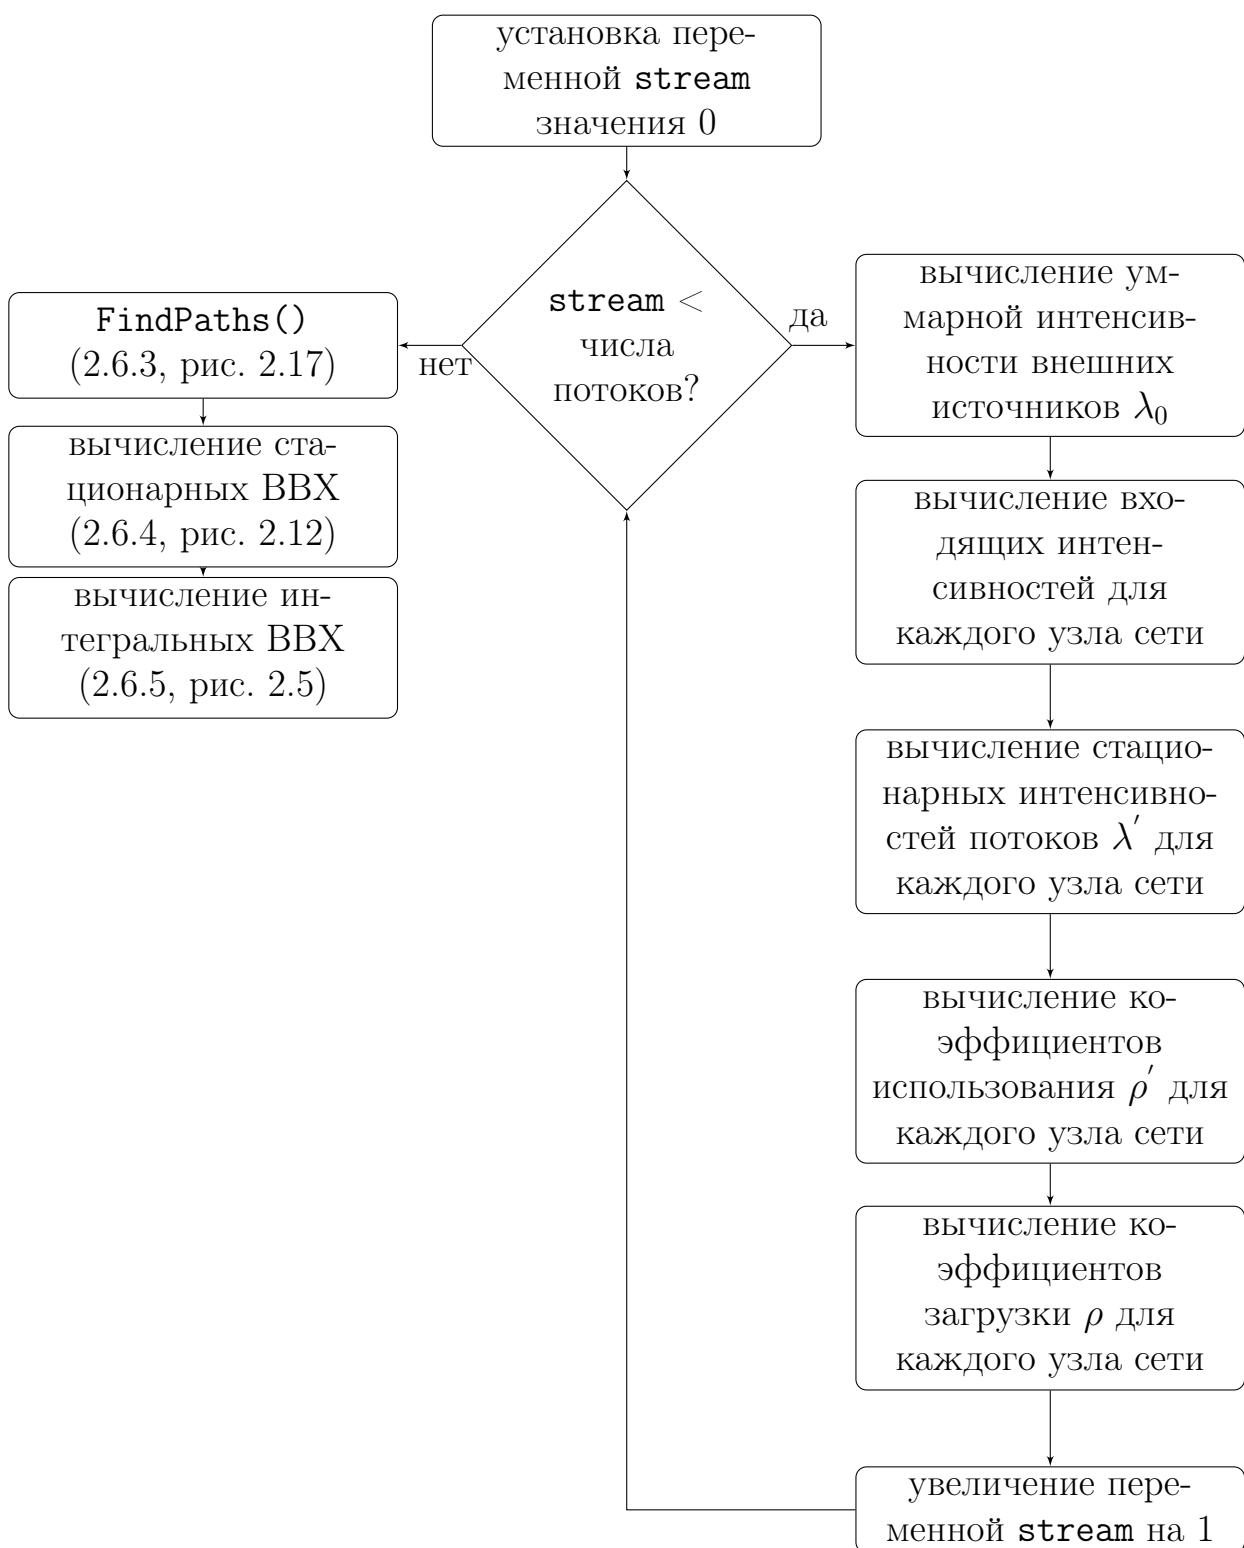 установка пере-
менной stream
значения 0
stream <
числа
потоков?
да
нет
FindPaths()
(2.6.3, рис. 2.17)
вычисление ста-
ционарных ВВХ
(2.6.4, рис. 2.12)
вычисление ин-
тегральных ВВХ
(2.6.5, рис. 2.5)
вычисление ум-
марной интенсив-
ности внешних
источников λ₀
вычисление вхо-
дящих интен-
сивностей для
каждого узла сети
вычисление стацио-
нарных интенсивно-
стей потоков λ′ для
каждого узла сети
вычисление ко-
эффициентов
использования ρ′ для
каждого узла сети
вычисление ко-
эффициентов
загрузки ρ для
каждого узла сети
увеличение пере-
менной stream на 1